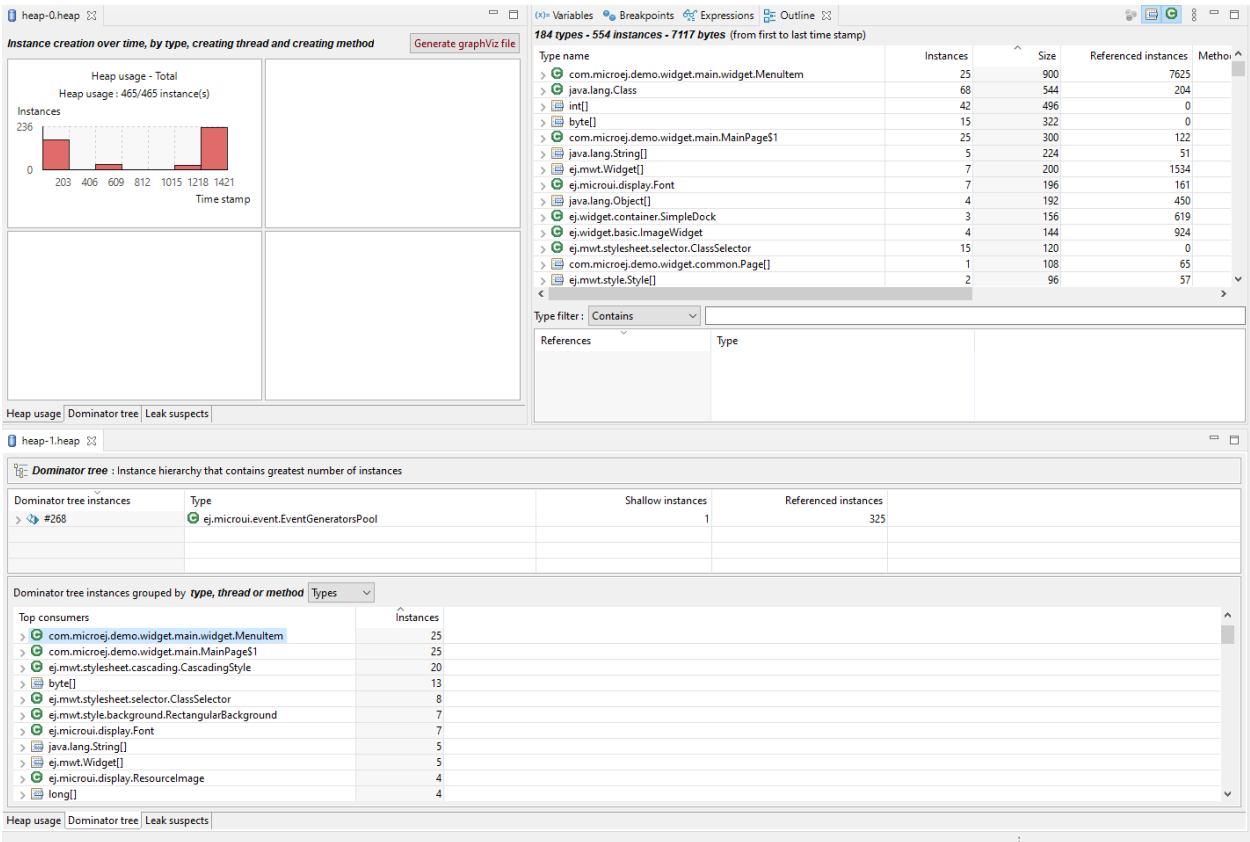 heap-0.heap
Instance creation over time, by type, creating thread and creating method
Generate graphViz file
Heap usage - Total
Heap usage : 465/465 instance(s)
Instances
236
0
203 406 609 812 1015 1218 1421
Time stamp
Heap usage Dominator tree Leak suspects
(x)= Variables Breakpoints Expressions Outline
184 types - 554 instances - 7117 bytes (from first to last time stamp)
Type name Instances Size Referenced instances
com.microej.demo.widget.main.widget.MenuItem 25 900 7625
java.lang.Class 68 544 204
int[] 42 496 0
byte[] 15 322 0
com.microej.demo.widget.main.MainPage$1 25 300 122
java.lang.String[] 5 224 51
ej.mwt.Widget[] 7 200 1534
ej.microui.display.Font 7 196 161
java.lang.Object[] 4 192 450
ej.widget.container.SimpleDock 3 156 619
ej.widget.basic.ImageWidget 4 144 924
ej.mwt.stylesheet.selector.ClassSelector 15 120 0
com.microej.demo.widget.common.Page[] 1 108 65
ej.mwt.style.Style[] 2 96 57
Type filter : Contains
References Type
heap-1.heap
Dominator tree : Instance hierarchy that contains greatest number of instances
Dominator tree instances Type Shallow instances Referenced instances
#268 ej.microui.event.EventGeneratorsPool 1 325
Dominator tree instances grouped by type, thread or method Types
Top consumers Instances
com.microej.demo.widget.main.widget.MenuItem 25
com.microej.demo.widget.main.MainPage$1 25
ej.mwt.stylesheet.cascading.CascadingStyle 20
byte[] 13
ej.mwt.stylesheet.selector.ClassSelector 8
ej.mwt.style.background.RectangularBackground 7
ej.microui.display.Font 7
java.lang.String[] 5
ej.mwt.Widget[] 5
ej.microui.display.ResourceImage 4
long[] 4
Heap usage Dominator tree Leak suspects